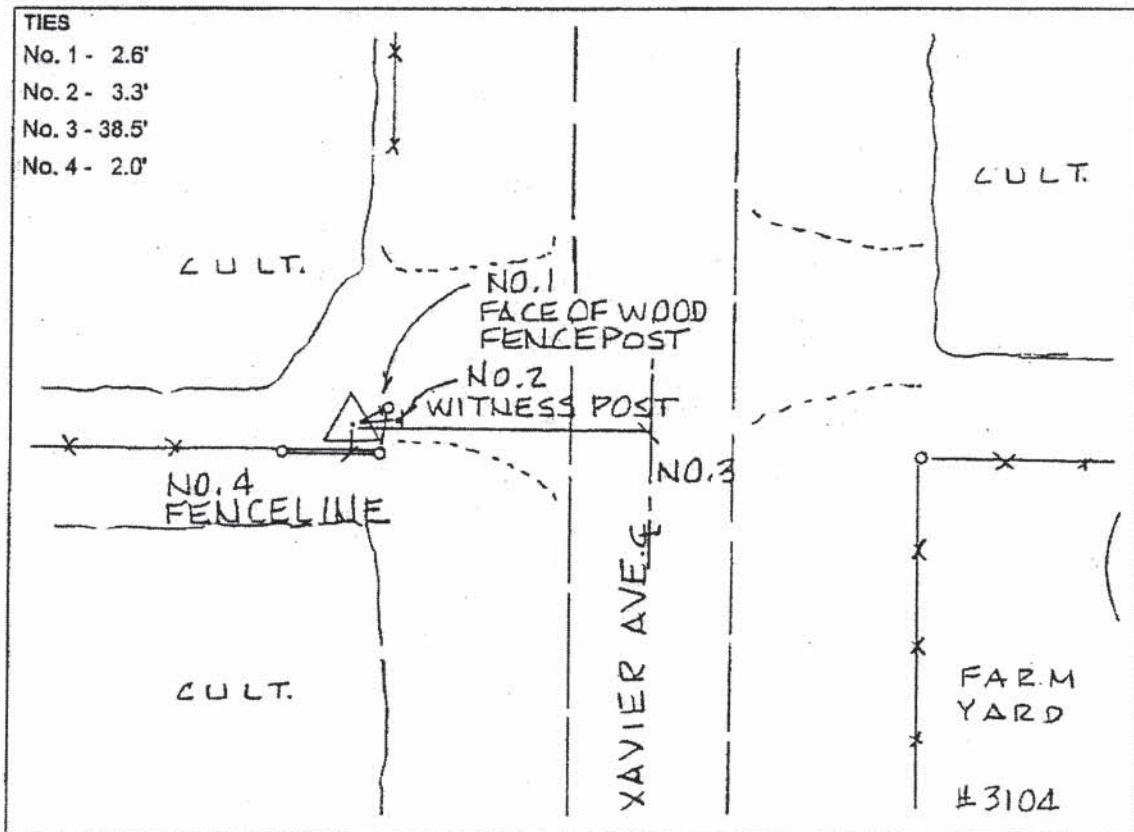 TIES
No. 1 - 2.6'
No. 2 - 3.3'
No. 3 - 38.5'
No. 4 - 2.0'
CULT.
CULT.
NO.1
FACE OF WOOD
FENCEPOST
NO.2
WITNESS POST
NO.3
NO.4
FENCELINE
XAVIER AVE. ℄
CULT.
FARM
YARD
#3104